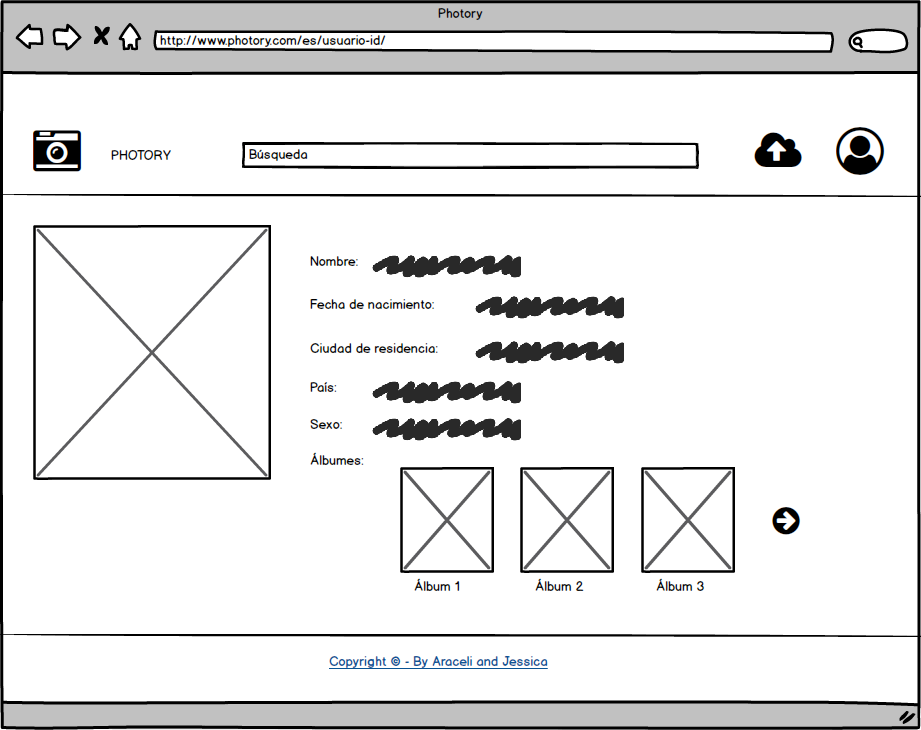 Photory
http://www.photory.com/es/usuario-id/
PHOTORY
Búsqueda
Nombre:
Fecha de nacimiento:
Ciudad de residencia:
País:
Sexo:
Álbumes:
Álbum 1
Álbum 2
Álbum 3
Copyright © - By Araceli and Jessica